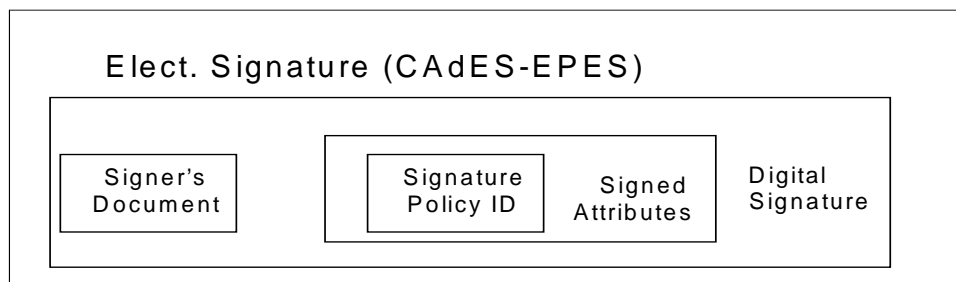 Elect. Signature (CAdES-EPES)
Signer's
Document
Signature
Policy ID
Signed
Attributes
Digital
Signature